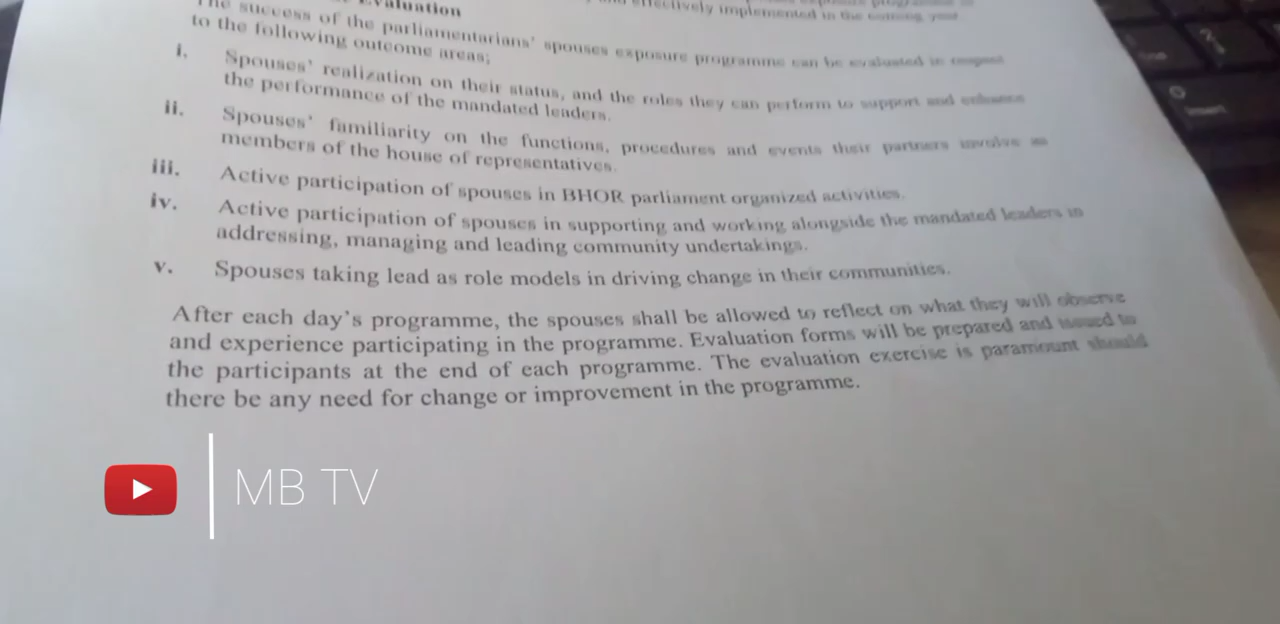 effectively implemented in the coming year.
Evaluation
The success of the parliamentarians' spouses exposure programme can be evaluated in respect
to the following outcome areas;
i. Spouses' realization on their status, and the roles they can perform to support and enhance
the performance of the mandated leaders.
ii. Spouses' familiarity on the functions, procedures and events their partners involve as
members of the house of representatives.
iii. Active participation of spouses in BHOR parliament organized activities.
iv. Active participation of spouses in supporting and working alongside the mandated leaders in
addressing, managing and leading community undertakings.
v. Spouses taking lead as role models in driving change in their communities.
After each day's programme, the spouses shall be allowed to reflect on what they will observe
and experience participating in the programme. Evaluation forms will be prepared and issued to
the participants at the end of each programme. The evaluation exercise is paramount should
there be any need for change or improvement in the programme.
MB TV